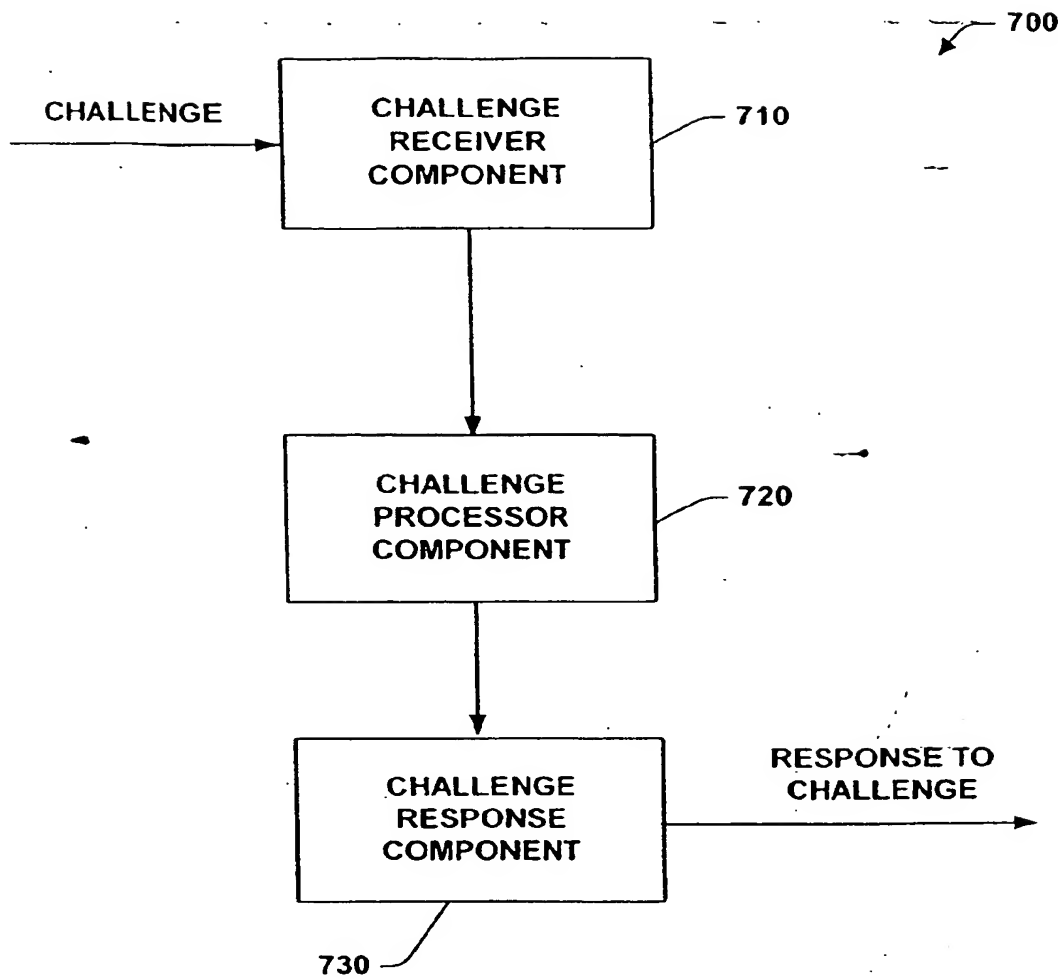 700
CHALLENGE
CHALLENGE
RECEIVER
COMPONENT
710
CHALLENGE
PROCESSOR
COMPONENT
720
CHALLENGE
RESPONSE
COMPONENT
RESPONSE TO
CHALLENGE
730